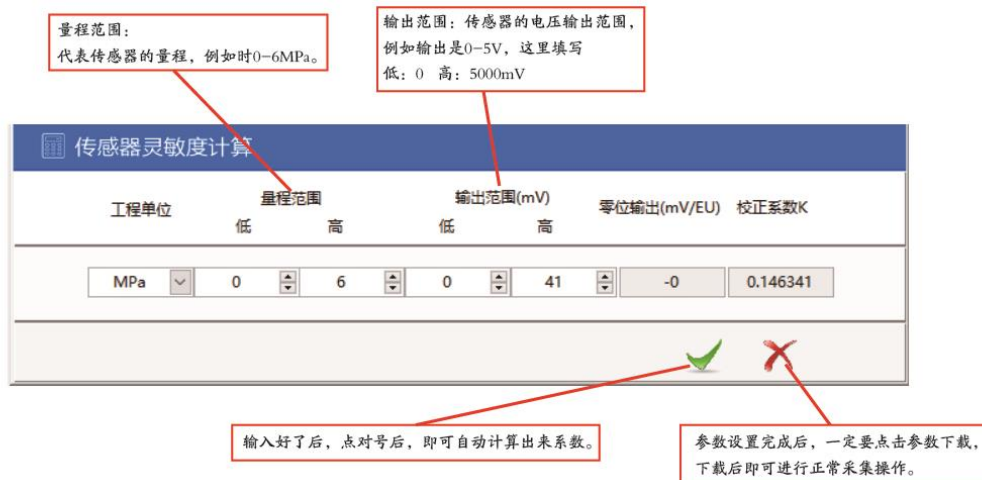 量程范围：
代表传感器的量程，例如时0-6MPa。
输出范围：传感器的电压输出范围，
例如输出是0-5V，这里填写
低：0 高：5000mV
传感器灵敏度计算
工程单位 量程范围 输出范围(mV) 零位输出(mV/EU) 校正系数K
低 高 低 高
MPa 0 6 0 41 -0 0.146341
输入好了后，点对号后，即可自动计算出来系数。
参数设置完成后，一定要点击参数下载，
下载后即可进行正常采集操作。